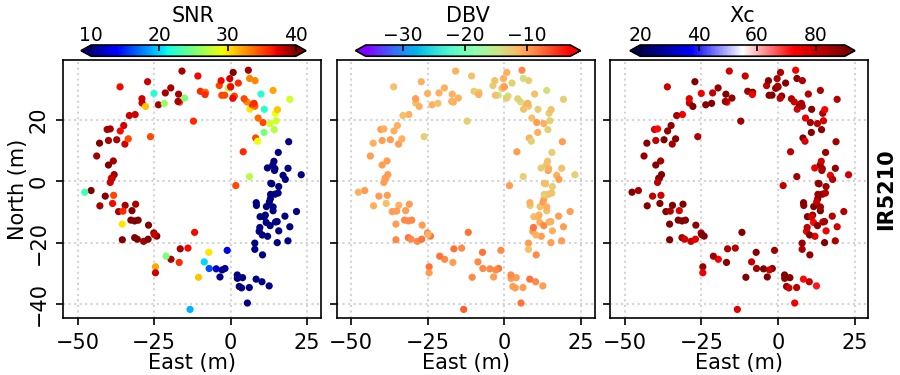 SNR DBV Xc
10 20 30 40 −30 −20 −10 20 40 60 80
North (m)
20
0
−20
−40
IR5210
−50 −25 0 25 −50 −25 0 25 −50 −25 0 25
East (m) East (m) East (m)